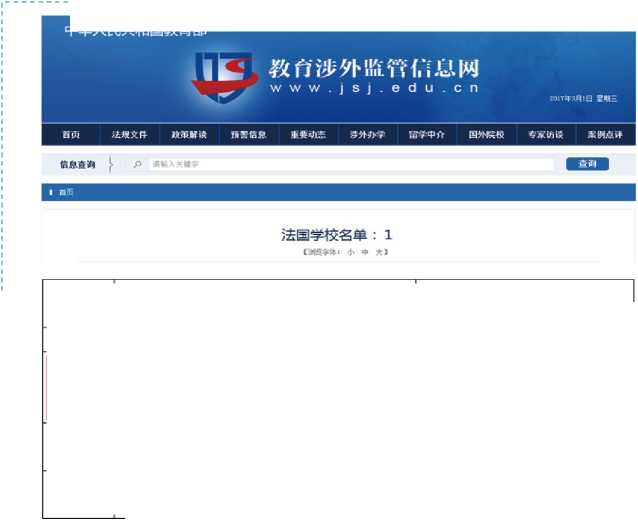 中华人民共和国教育部
教育涉外监管信息网
www.jsj.edu.cn
2017年3月1日 星期三
首页 法规文件 政策解读 预警信息 重要动态 涉外办学 留学中介 国外院校 专家访谈 案例点评
信息查询 请输入关键字 查询
首页
法国学校名单：1
【浏览字体： 小 中 大】